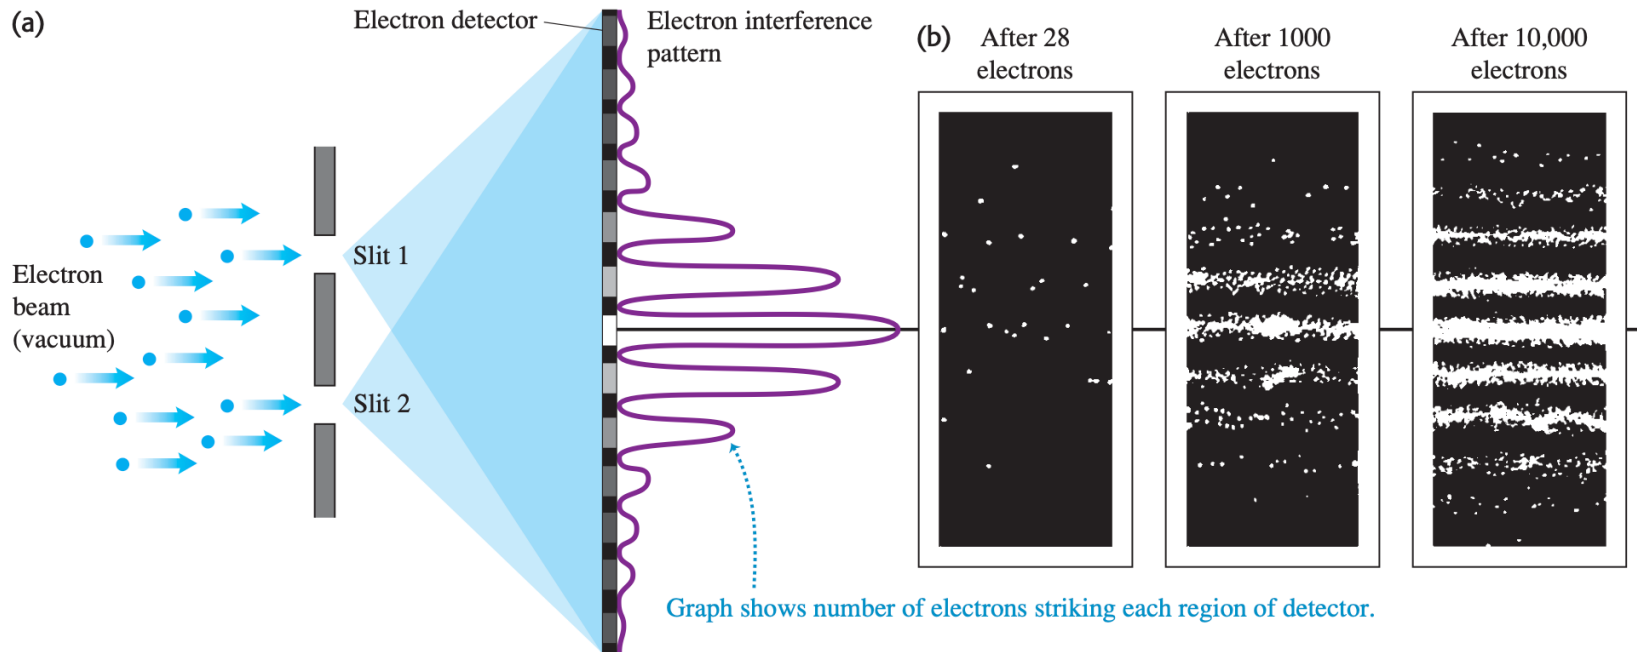 (a)
Electron detector
Electron interference
pattern
(b)
After 28
electrons
After 1000
electrons
After 10,000
electrons
Slit 1
Electron
beam
(vacuum)
Slit 2
Graph shows number of electrons striking each region of detector.